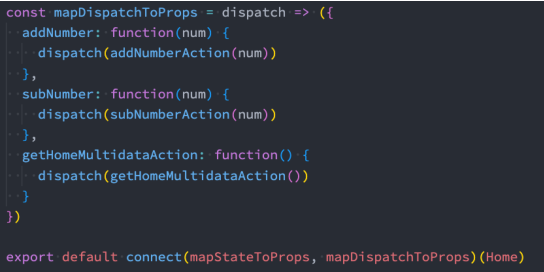 const mapDispatchToProps = dispatch => ({
  addNumber: function(num) {
    dispatch(addNumberAction(num))
  },
  subNumber: function(num) {
    dispatch(subNumberAction(num))
  },
  getHomeMultidataAction: function() {
    dispatch(getHomeMultidataAction())
  }
})
export default connect(mapStateToProps, mapDispatchToProps)(Home)